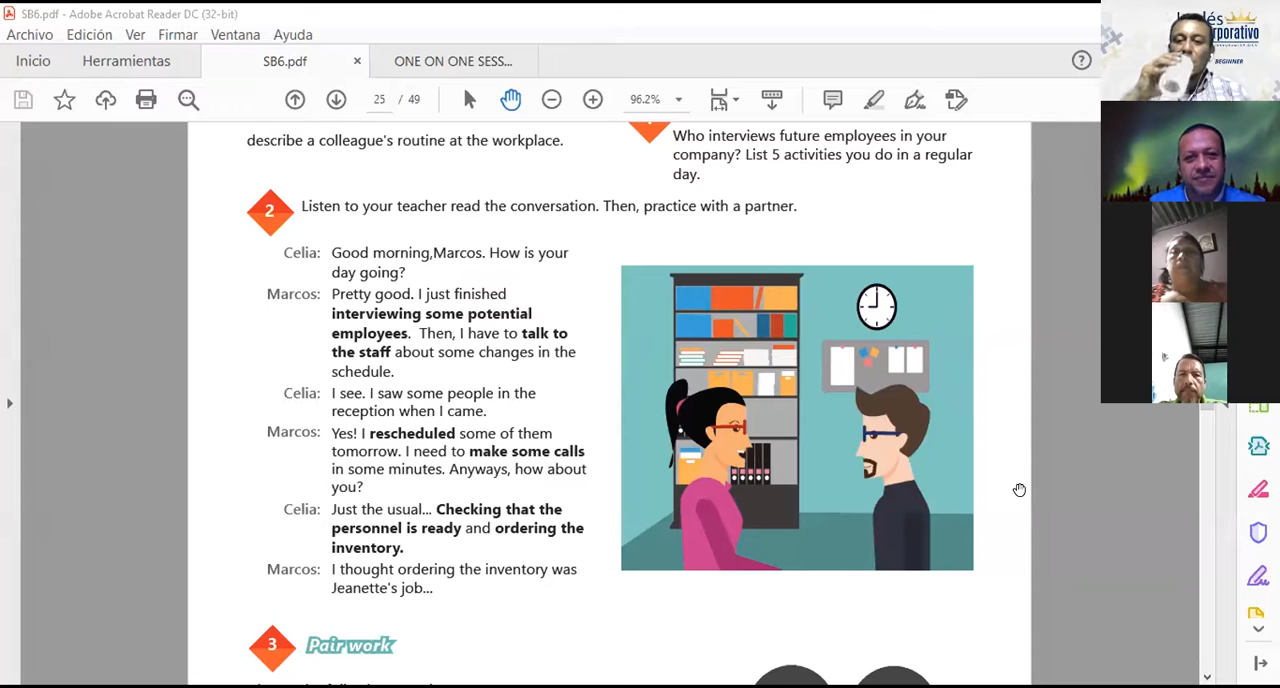 SB6.pdf - Adobe Acrobat Reader DC (32-bit)
Archivo Edición Ver Firmar Ventana Ayuda
Inicio Herramientas SB6.pdf × ONE ON ONE SESS...
25 / 49 96.2%
describe a colleague's routine at the workplace.
Who interviews future employees in your
company? List 5 activities you do in a regular
day.
2 Listen to your teacher read the conversation. Then, practice with a partner.
Celia: Good morning,Marcos. How is your
day going?
Marcos: Pretty good. I just finished
interviewing some potential
employees. Then, I have to talk to
the staff about some changes in the
schedule.
Celia: I see. I saw some people in the
reception when I came.
Marcos: Yes! I rescheduled some of them
tomorrow. I need to make some calls
in some minutes. Anyways, how about
you?
Celia: Just the usual... Checking that the
personnel is ready and ordering the
inventory.
Marcos: I thought ordering the inventory was
Jeanette's job...
3 Pair work
BEGINNER